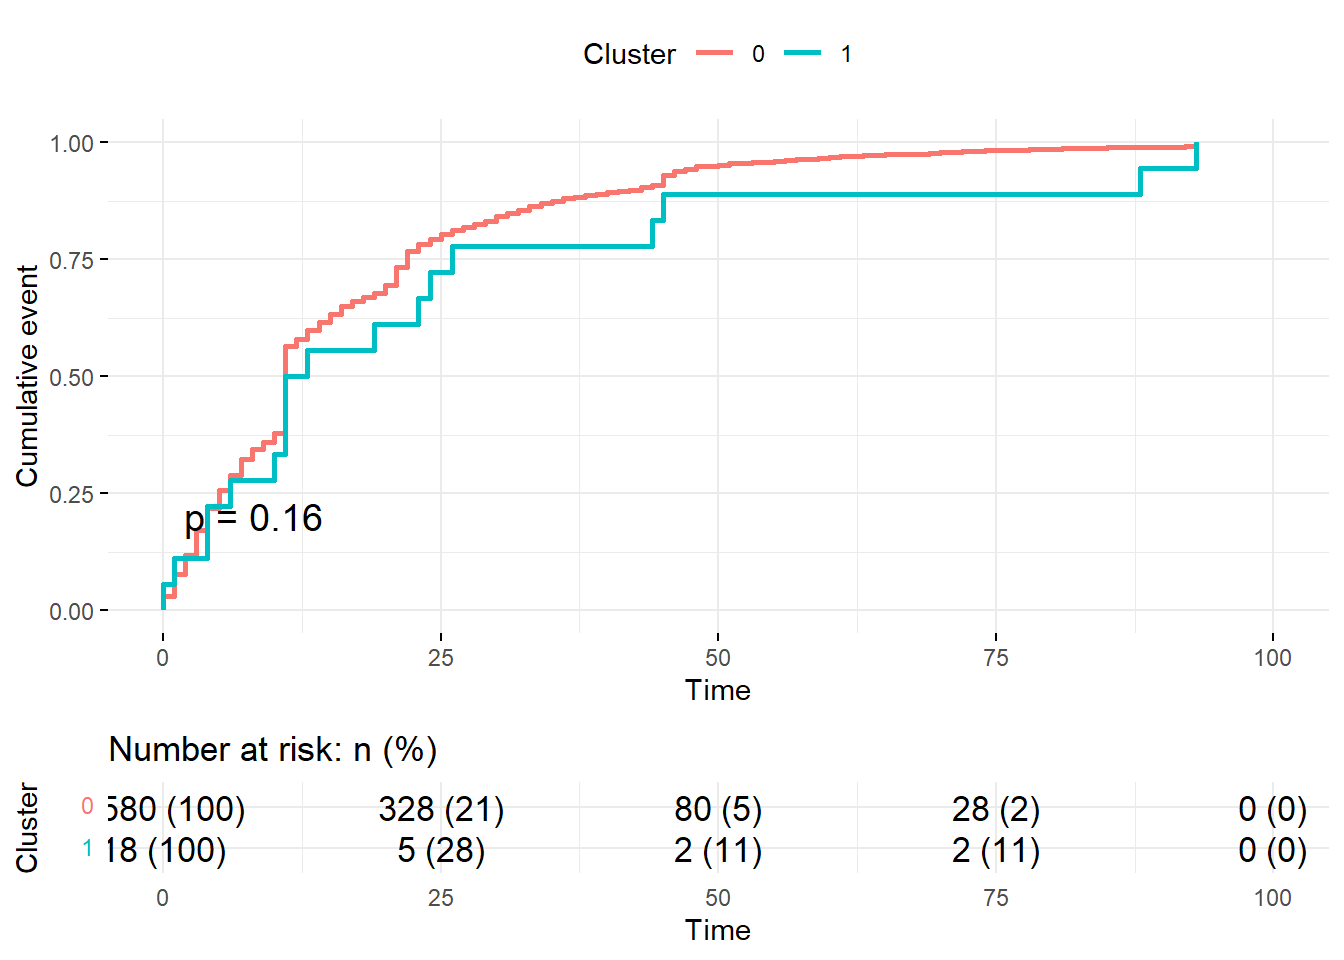 Cluster 0 1
1.00
0.75
0.50
0.25
0.00
Cumulative event
p = 0.16
0 25 50 75 100
Time
Number at risk: n (%)
Cluster
0 580 (100) 328 (21) 80 (5) 28 (2) 0 (0)
1 18 (100) 5 (28) 2 (11) 2 (11) 0 (0)
0 25 50 75 100
Time